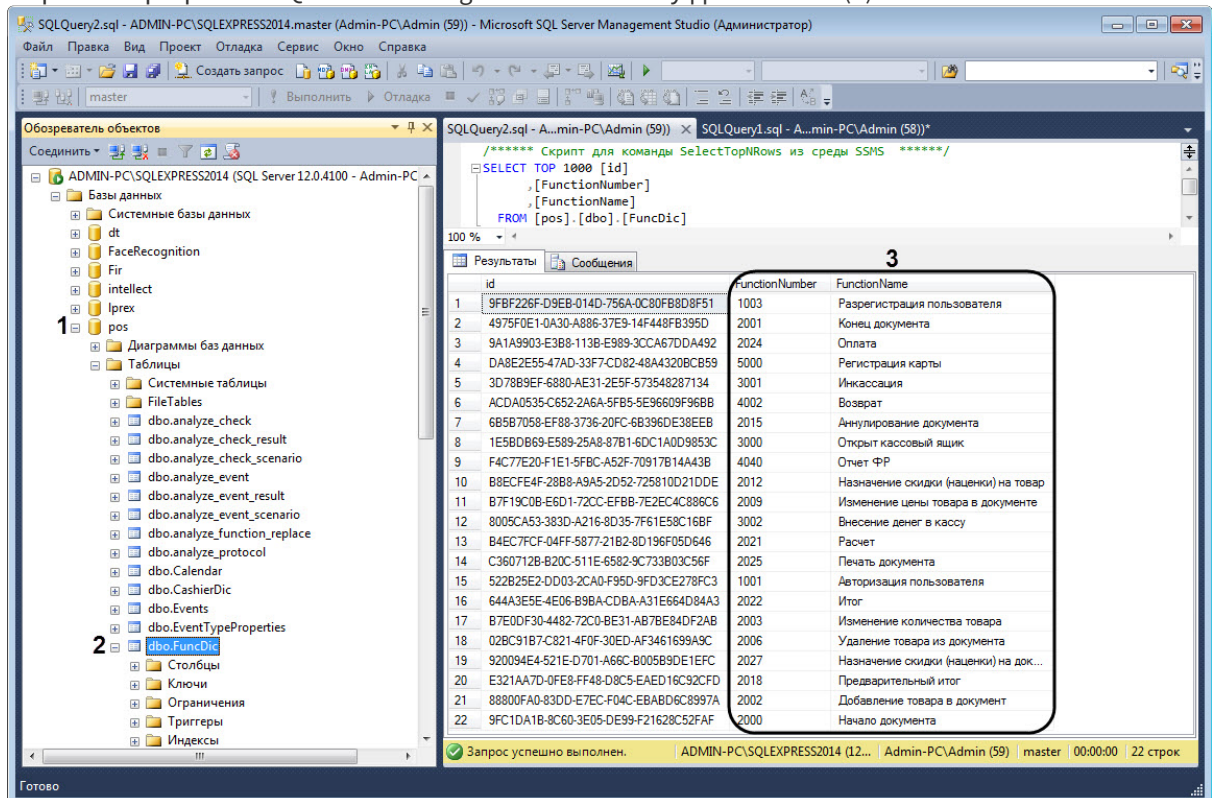 SQLQuery2.sql - ADMIN-PC\SQLEXPRESS2014.master (Admin-PC\Admin (59)) - Microsoft SQL Server Management Studio (Администратор)
Файл Правка Вид Проект Отладка Сервис Окно Справка
Создать запрос
master Выполнить Отладка
Обозреватель объектов
Соединить
ADMIN-PC\SQLEXPRESS2014 (SQL Server 12.0.4100 - Admin-PC
Базы данных
Системные базы данных
dt
FaceRecognition
Fir
intellect
lprex
1 pos
Диаграммы баз данных
Таблицы
Системные таблицы
FileTables
dbo.analyze_check
dbo.analyze_check_result
dbo.analyze_check_scenario
dbo.analyze_event
dbo.analyze_event_result
dbo.analyze_event_scenario
dbo.analyze_function_replace
dbo.analyze_protocol
dbo.Calendar
dbo.CashierDic
dbo.Events
dbo.EventTypeProperties
2 dbo.FuncDic
Столбцы
Ключи
Ограничения
Триггеры
Индексы
SQLQuery2.sql - A...min-PC\Admin (59)) SQLQuery1.sql - A...min-PC\Admin (58))*
/****** Скрипт для команды SelectTopNRows из среды SSMS ******/
SELECT TOP 1000 [id]
,[FunctionNumber]
,[FunctionName]
FROM [pos].[dbo].[FuncDic]
100 %
Результаты Сообщения
3
id FunctionNumber FunctionName
1 9FBF226F-D9EB-014D-756A-0C80FB8D8F51 1003 Разрегистрация пользователя
2 4975F0E1-0A30-A886-37E9-14F448FB395D 2001 Конец документа
3 9A1A9903-E3B8-113B-E989-3CCA67DDA492 2024 Оплата
4 DA8E2E55-47AD-33F7-CD82-48A4320BCB59 5000 Регистрация карты
5 3D78B9EF-6880-AE31-2E5F-573548287134 3001 Инкассация
6 ACDA0535-C652-2A6A-5FB5-5E96609F96BB 4002 Возврат
7 6B5B7058-EF88-3736-20FC-6B396DE38EEB 2015 Аннулирование документа
8 1E5BDB69-E589-25A8-87B1-6DC1A0D9853C 3000 Открыт кассовый ящик
9 F4C77E20-F1E1-5FBC-A52F-70917B14A43B 4040 Отчет ФР
10 B8ECFE4F-28B8-A9A5-2D52-725810D21DDE 2012 Назначение скидки (наценки) на товар
11 B7F19C0B-E6D1-72CC-EFBB-7E2EC4C886C6 2009 Изменение цены товара в документе
12 8005CA53-383D-A216-8D35-7F61E58C16BF 3002 Внесение денег в кассу
13 B4EC7FCF-04FF-5877-21B2-8D196F05D646 2021 Расчет
14 C360712B-B20C-511E-6582-9C733B03C56F 2025 Печать документа
15 522B25E2-DD03-2CA0-F95D-9FD3CE278FC3 1001 Авторизация пользователя
16 644A3E5E-4E06-B9BA-CDBA-A31E664D84A3 2022 Итог
17 B7E0DF30-4482-72C0-BE31-AB7BE84DF2AB 2003 Изменение количества товара
18 02BC91B7-C821-4F0F-30ED-AF3461699A9C 2006 Удаление товара из документа
19 920094E4-521E-D701-A66C-B005B9DE1EFC 2027 Назначение скидки (наценки) на док...
20 E321AA7D-0FE8-FF48-D8C5-EAED16C92CFD 2018 Предварительный итог
21 88800FA0-83DD-E7EC-F04C-EBABD6C8997A 2002 Добавление товара в документ
22 9FC1DA1B-8C60-3E05-DE99-F21628C52FAF 2000 Начало документа
Запрос успешно выполнен. ADMIN-PC\SQLEXPRESS2014 (12... Admin-PC\Admin (59) master 00:00:00 22 строк
Готово